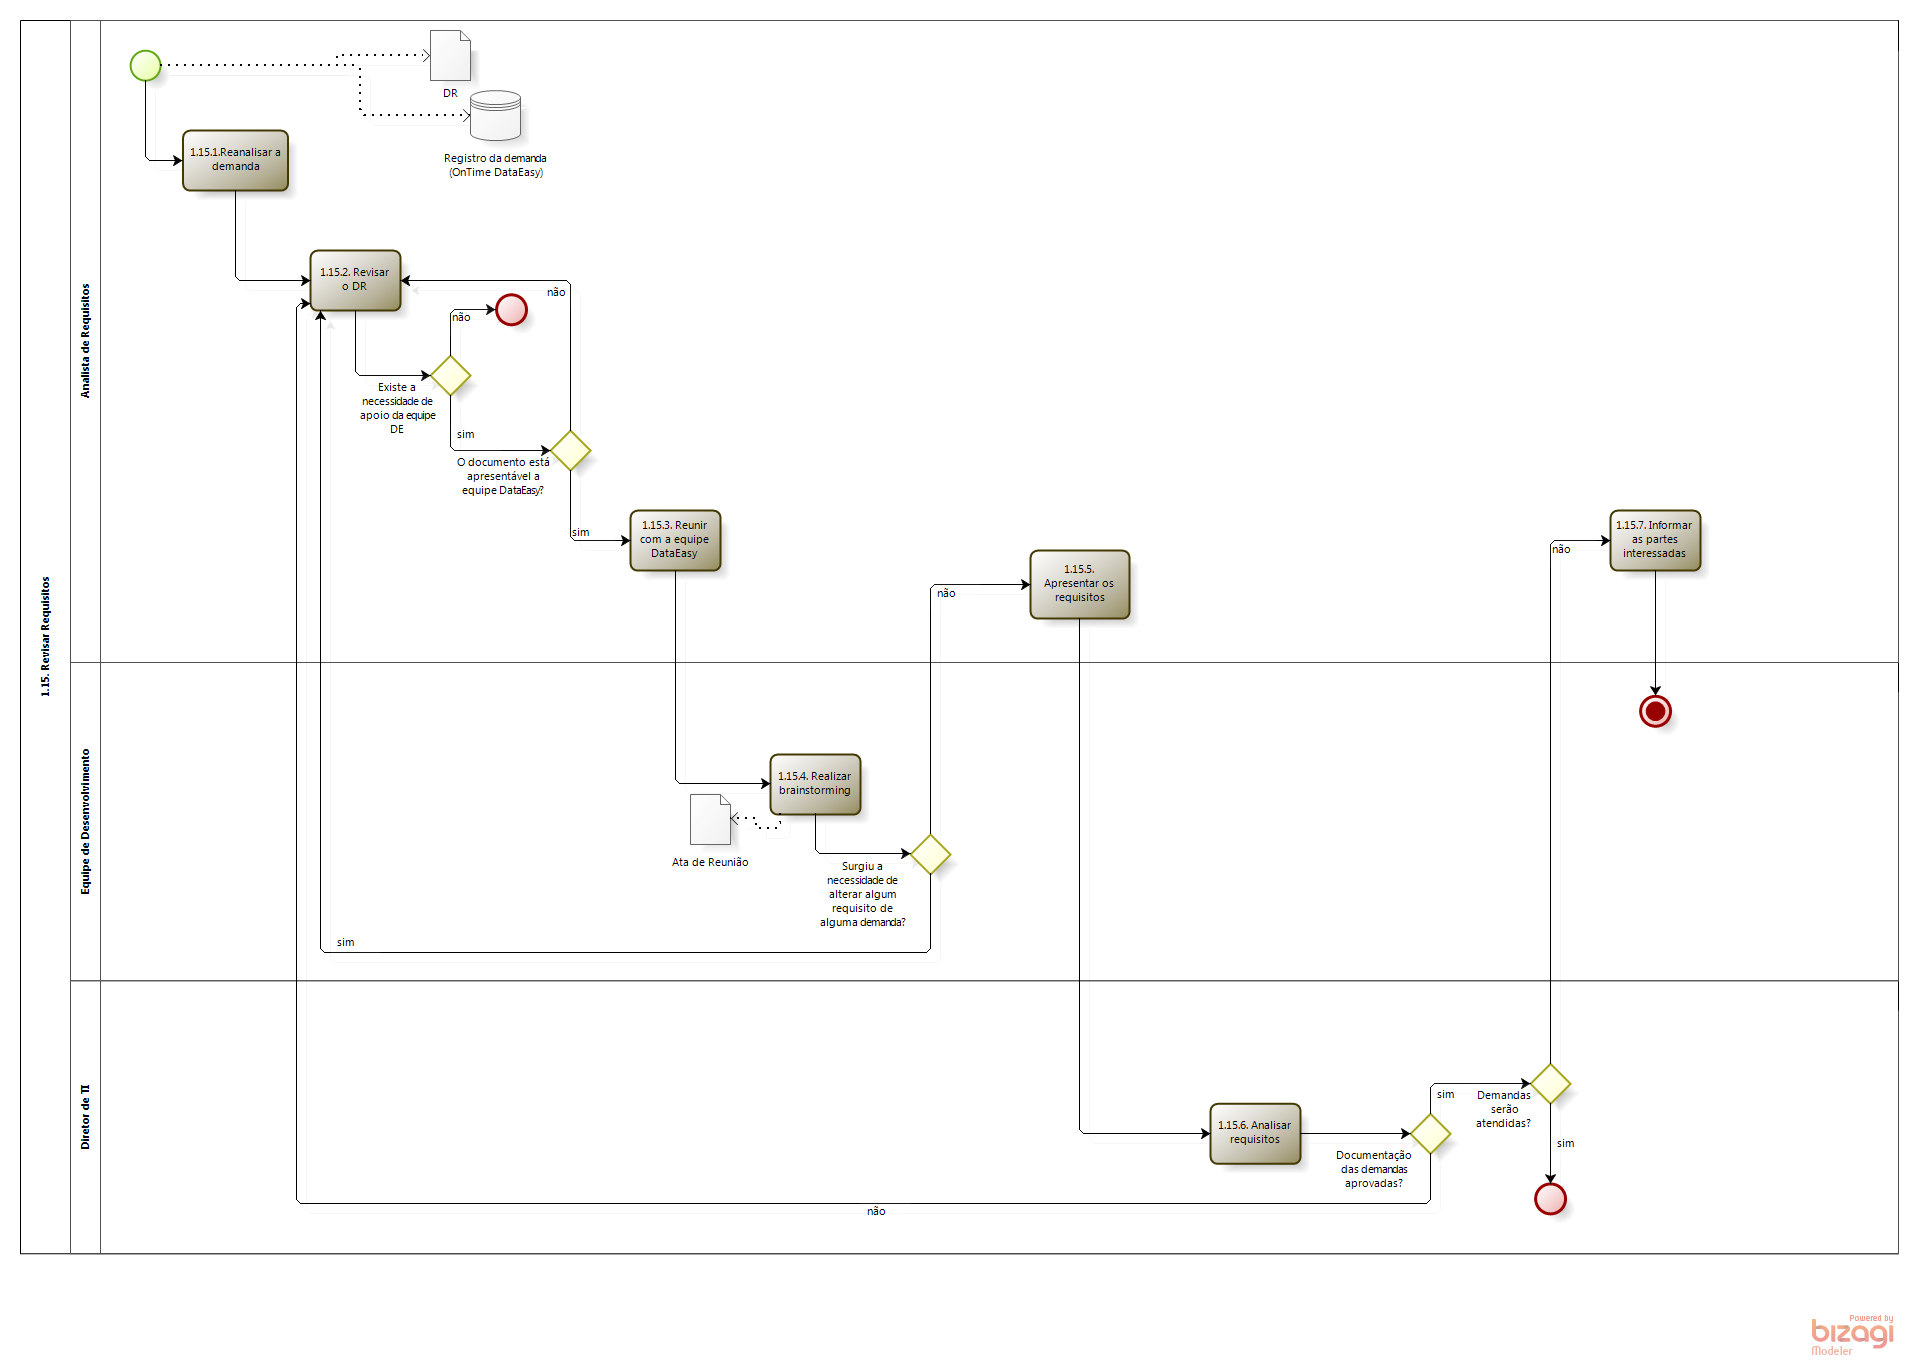 1.15. Revisar Requisitos
Analista de Requisitos
DR
Registro da demanda
(OnTime DataEasy)
1.15.1.Reanalisar a
demanda
1.15.2. Revisar
o DR
não
não
Existe a
necessidade de
apoio da equipe
DE
sim
O documento está
apresentável a
equipe DataEasy?
sim
1.15.3. Reunir
com a equipe
DataEasy
não
1.15.5.
Apresentar os
requisitos
não
1.15.7. Informar
as partes
interessadas
Equipe de Desenvolvimento
1.15.4. Realizar
brainstorming
Ata de Reunião
Surgiu a
necessidade de
alterar algum
requisito de
alguma demanda?
sim
Diretor de TI
1.15.6. Analisar
requisitos
Documentação
das demandas
aprovadas?
sim
Demandas
serão
atendidas?
sim
não
Powered by
bizagi
Modeler